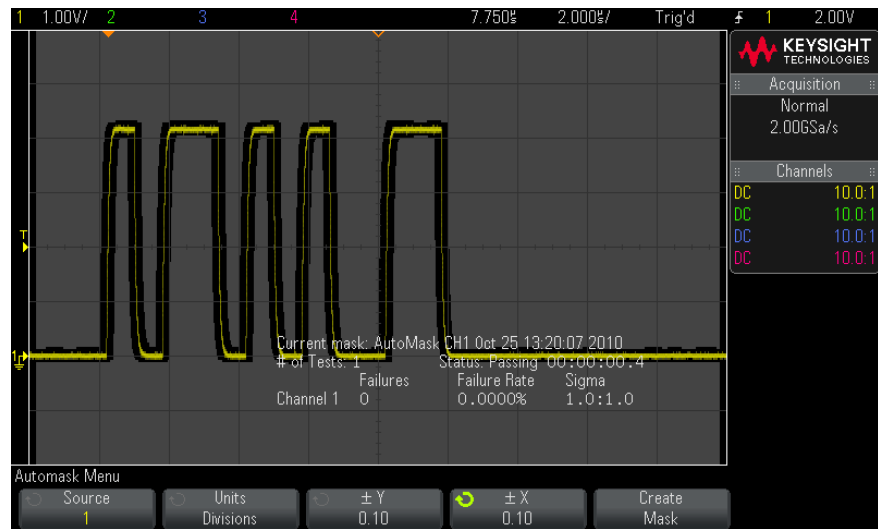 1 1.00V/ 2 3 4 7.750s 2.000s/ Trig'd 1 2.00V
KEYSIGHT
TECHNOLOGIES
Acquisition
Normal
2.00GSa/s
Channels
DC 10.0:1
DC 10.0:1
DC 10.0:1
DC 10.0:1
T
1
Current mask: AutoMask CH1 Oct 25 13:20:07 2010
# of Tests: 1 Status: Passing 00:00:00.4
Failures Failure Rate Sigma
Channel 1 0 0.0000% 1.0:1.0
Automask Menu
Source Units ± Y ± X Create
1 Divisions 0.10 0.10 Mask